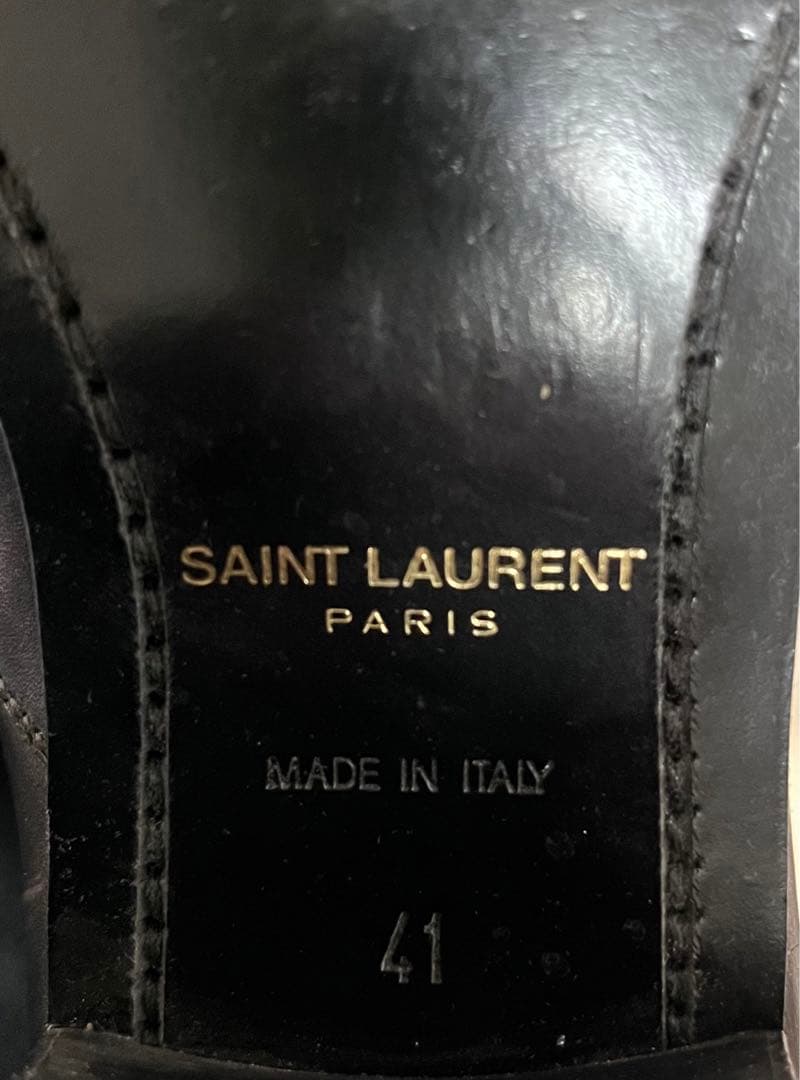 SAINT LAURENT
PARIS
MADE IN ITALY
41